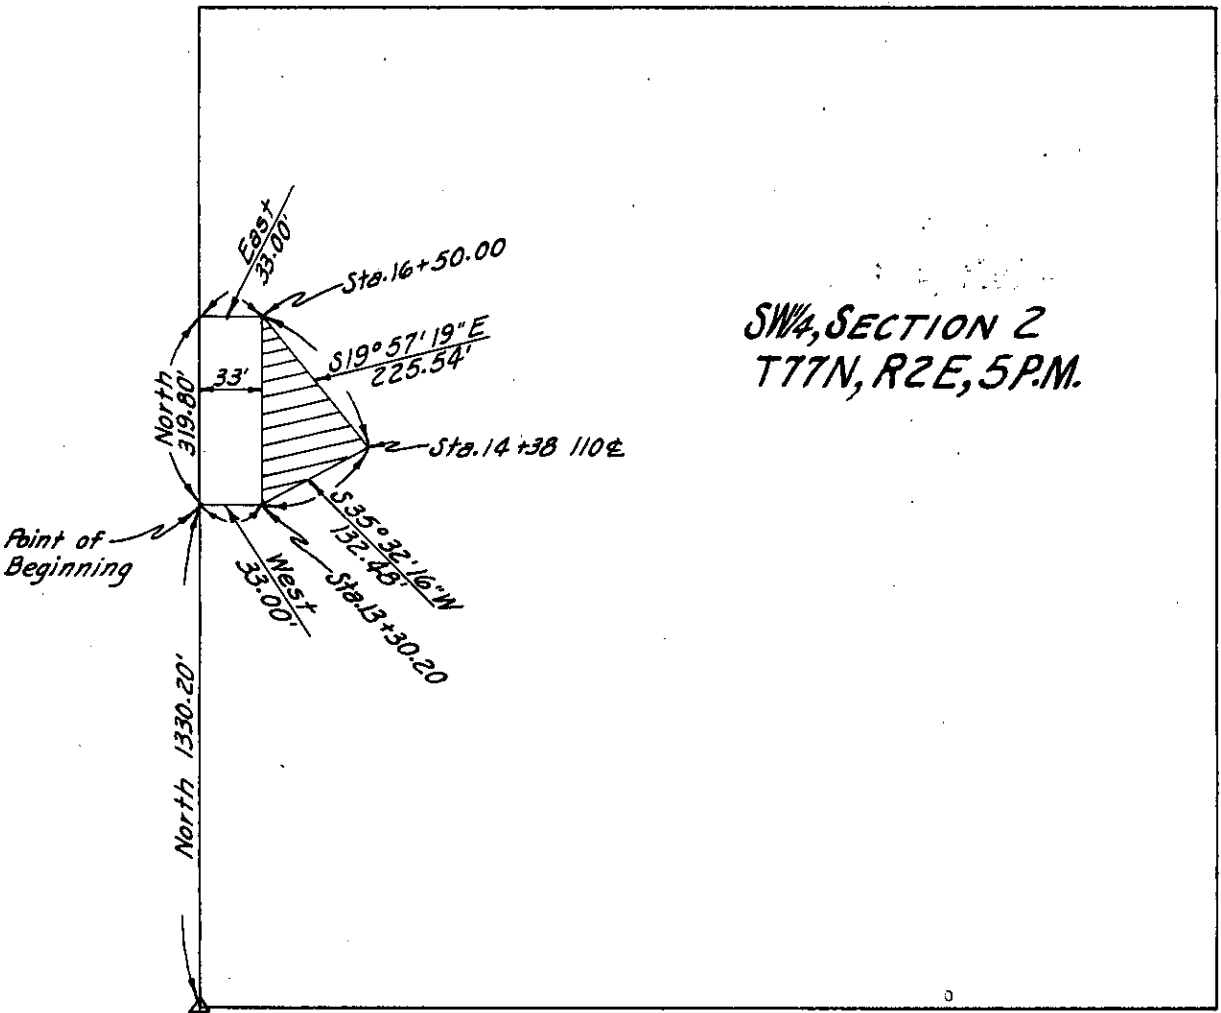 East
33.00'
Sta. 16+50.00
S19°57'19"E
225.54'
33'
North
319.80'
Sta. 14+38 110℄
SW¼, SECTION 2
T77N, R2E, 5P.M.
Point of
Beginning
S35°32'16"W
132.48'
West
33.00'
Sta. 13+30.20
North 1330.20'